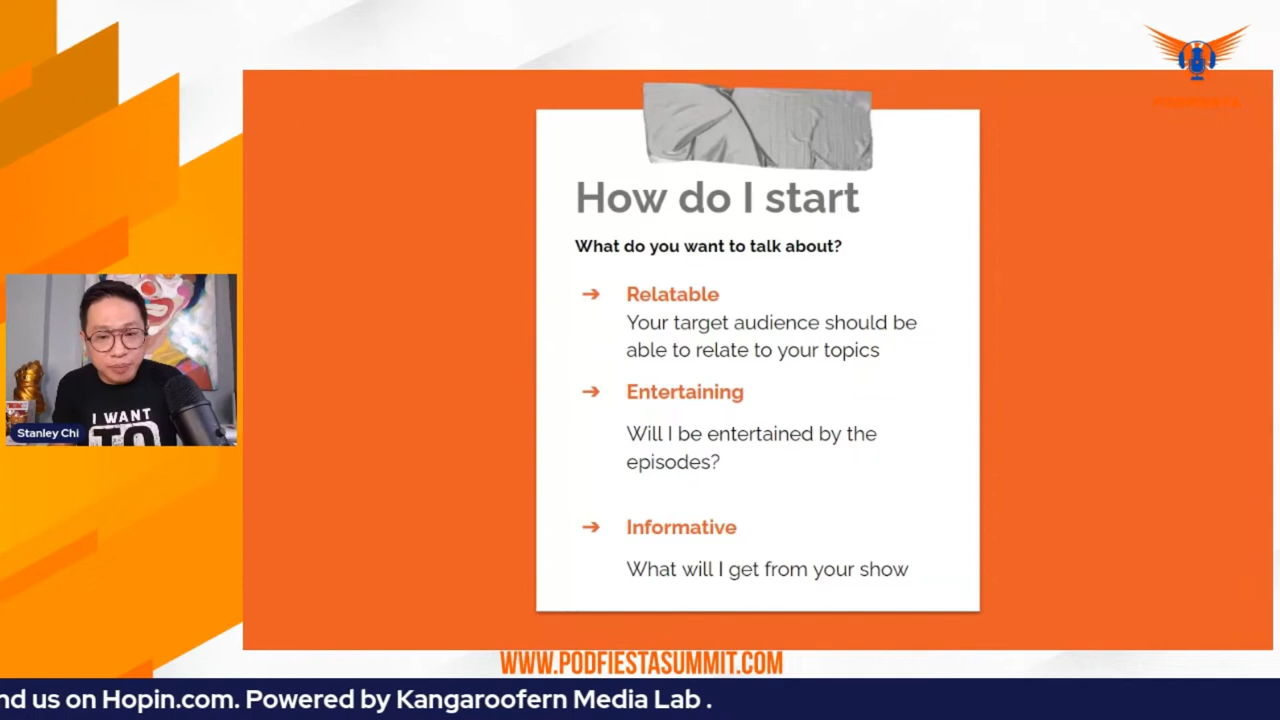 How do I start
What do you want to talk about?
➔ Relatable
Your target audience should be
able to relate to your topics
➔ Entertaining
Will I be entertained by the
episodes?
➔ Informative
What will I get from your show
I WANT
TO
Stanley Chi
WWW.PODFIESTASUMMIT.COM
us on Hopin.com. Powered by Kangaroofern Media Lab .